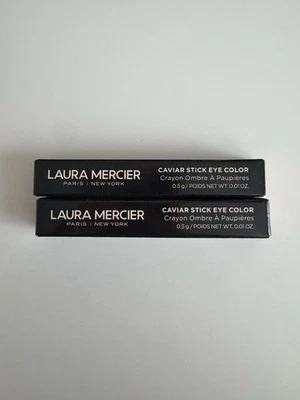 LAURA MERCIER
PARIS | NEW YORK
CAVIAR STICK EYE COLOR
Crayon Ombre À Paupières
0.5 g / POIDS NET WT. 0.01 OZ.
LAURA MERCIER
PARIS | NEW YORK
CAVIAR STICK EYE COLOR
Crayon Ombre À Paupières
0.5 g / POIDS NET WT. 0.01 OZ.